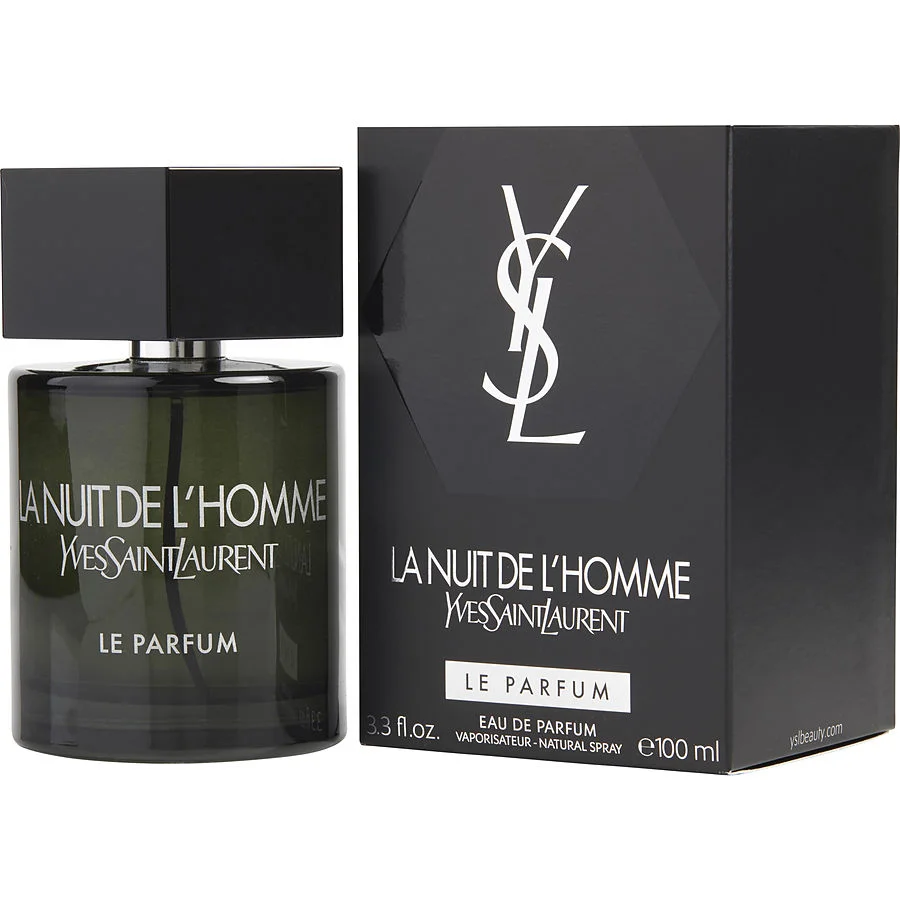 LA NUIT DE L'HOMME
YVESSAINTLAURENT
LE PARFUM
YSL
LA NUIT DE L'HOMME
YVESSAINTLAURENT
LE PARFUM
3.3 fl.oz.
EAU DE PARFUM
VAPORISATEUR - NATURAL SPRAY
℮100 ml
yslbeauty.com